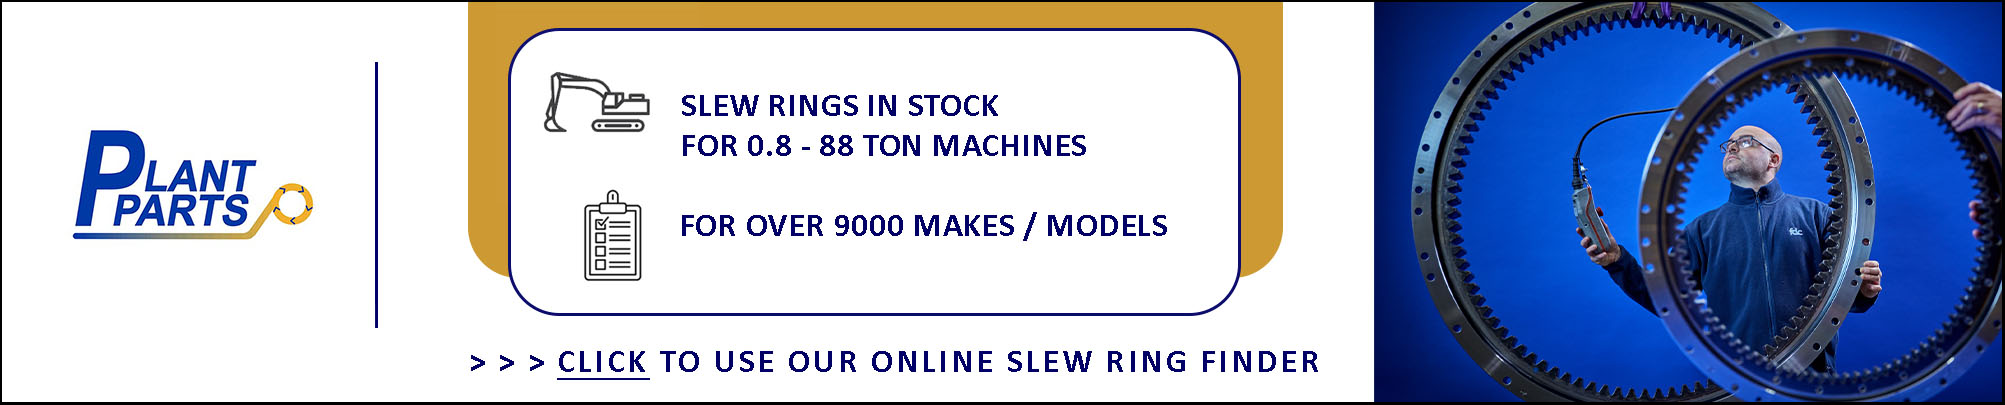 PLANT
PARTS
SLEW RINGS IN STOCK
FOR 0.8 - 88 TON MACHINES
FOR OVER 9000 MAKES / MODELS
> > > CLICK TO USE OUR ONLINE SLEW RING FINDER
fdc